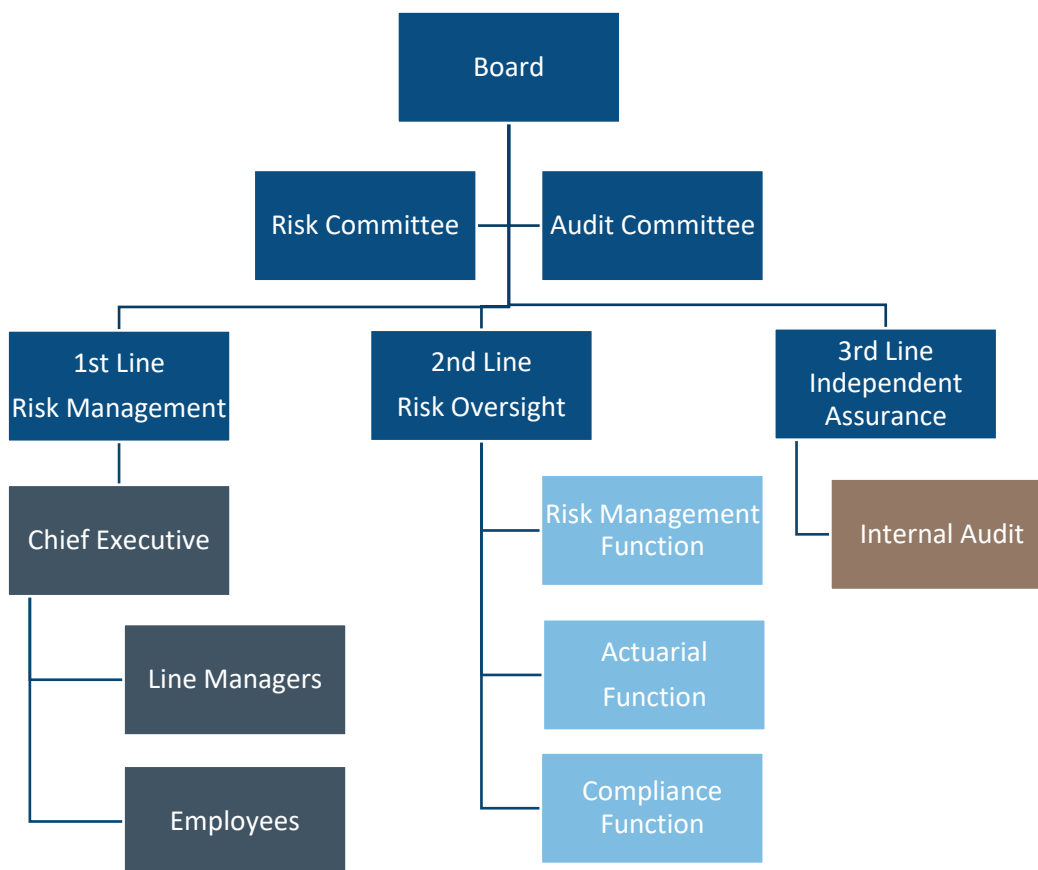 Board
Risk Committee
Audit Committee
1st Line
Risk Management
2nd Line
Risk Oversight
3rd Line
Independent
Assurance
Chief Executive
Line Managers
Employees
Risk Management
Function
Actuarial
Function
Compliance
Function
Internal Audit